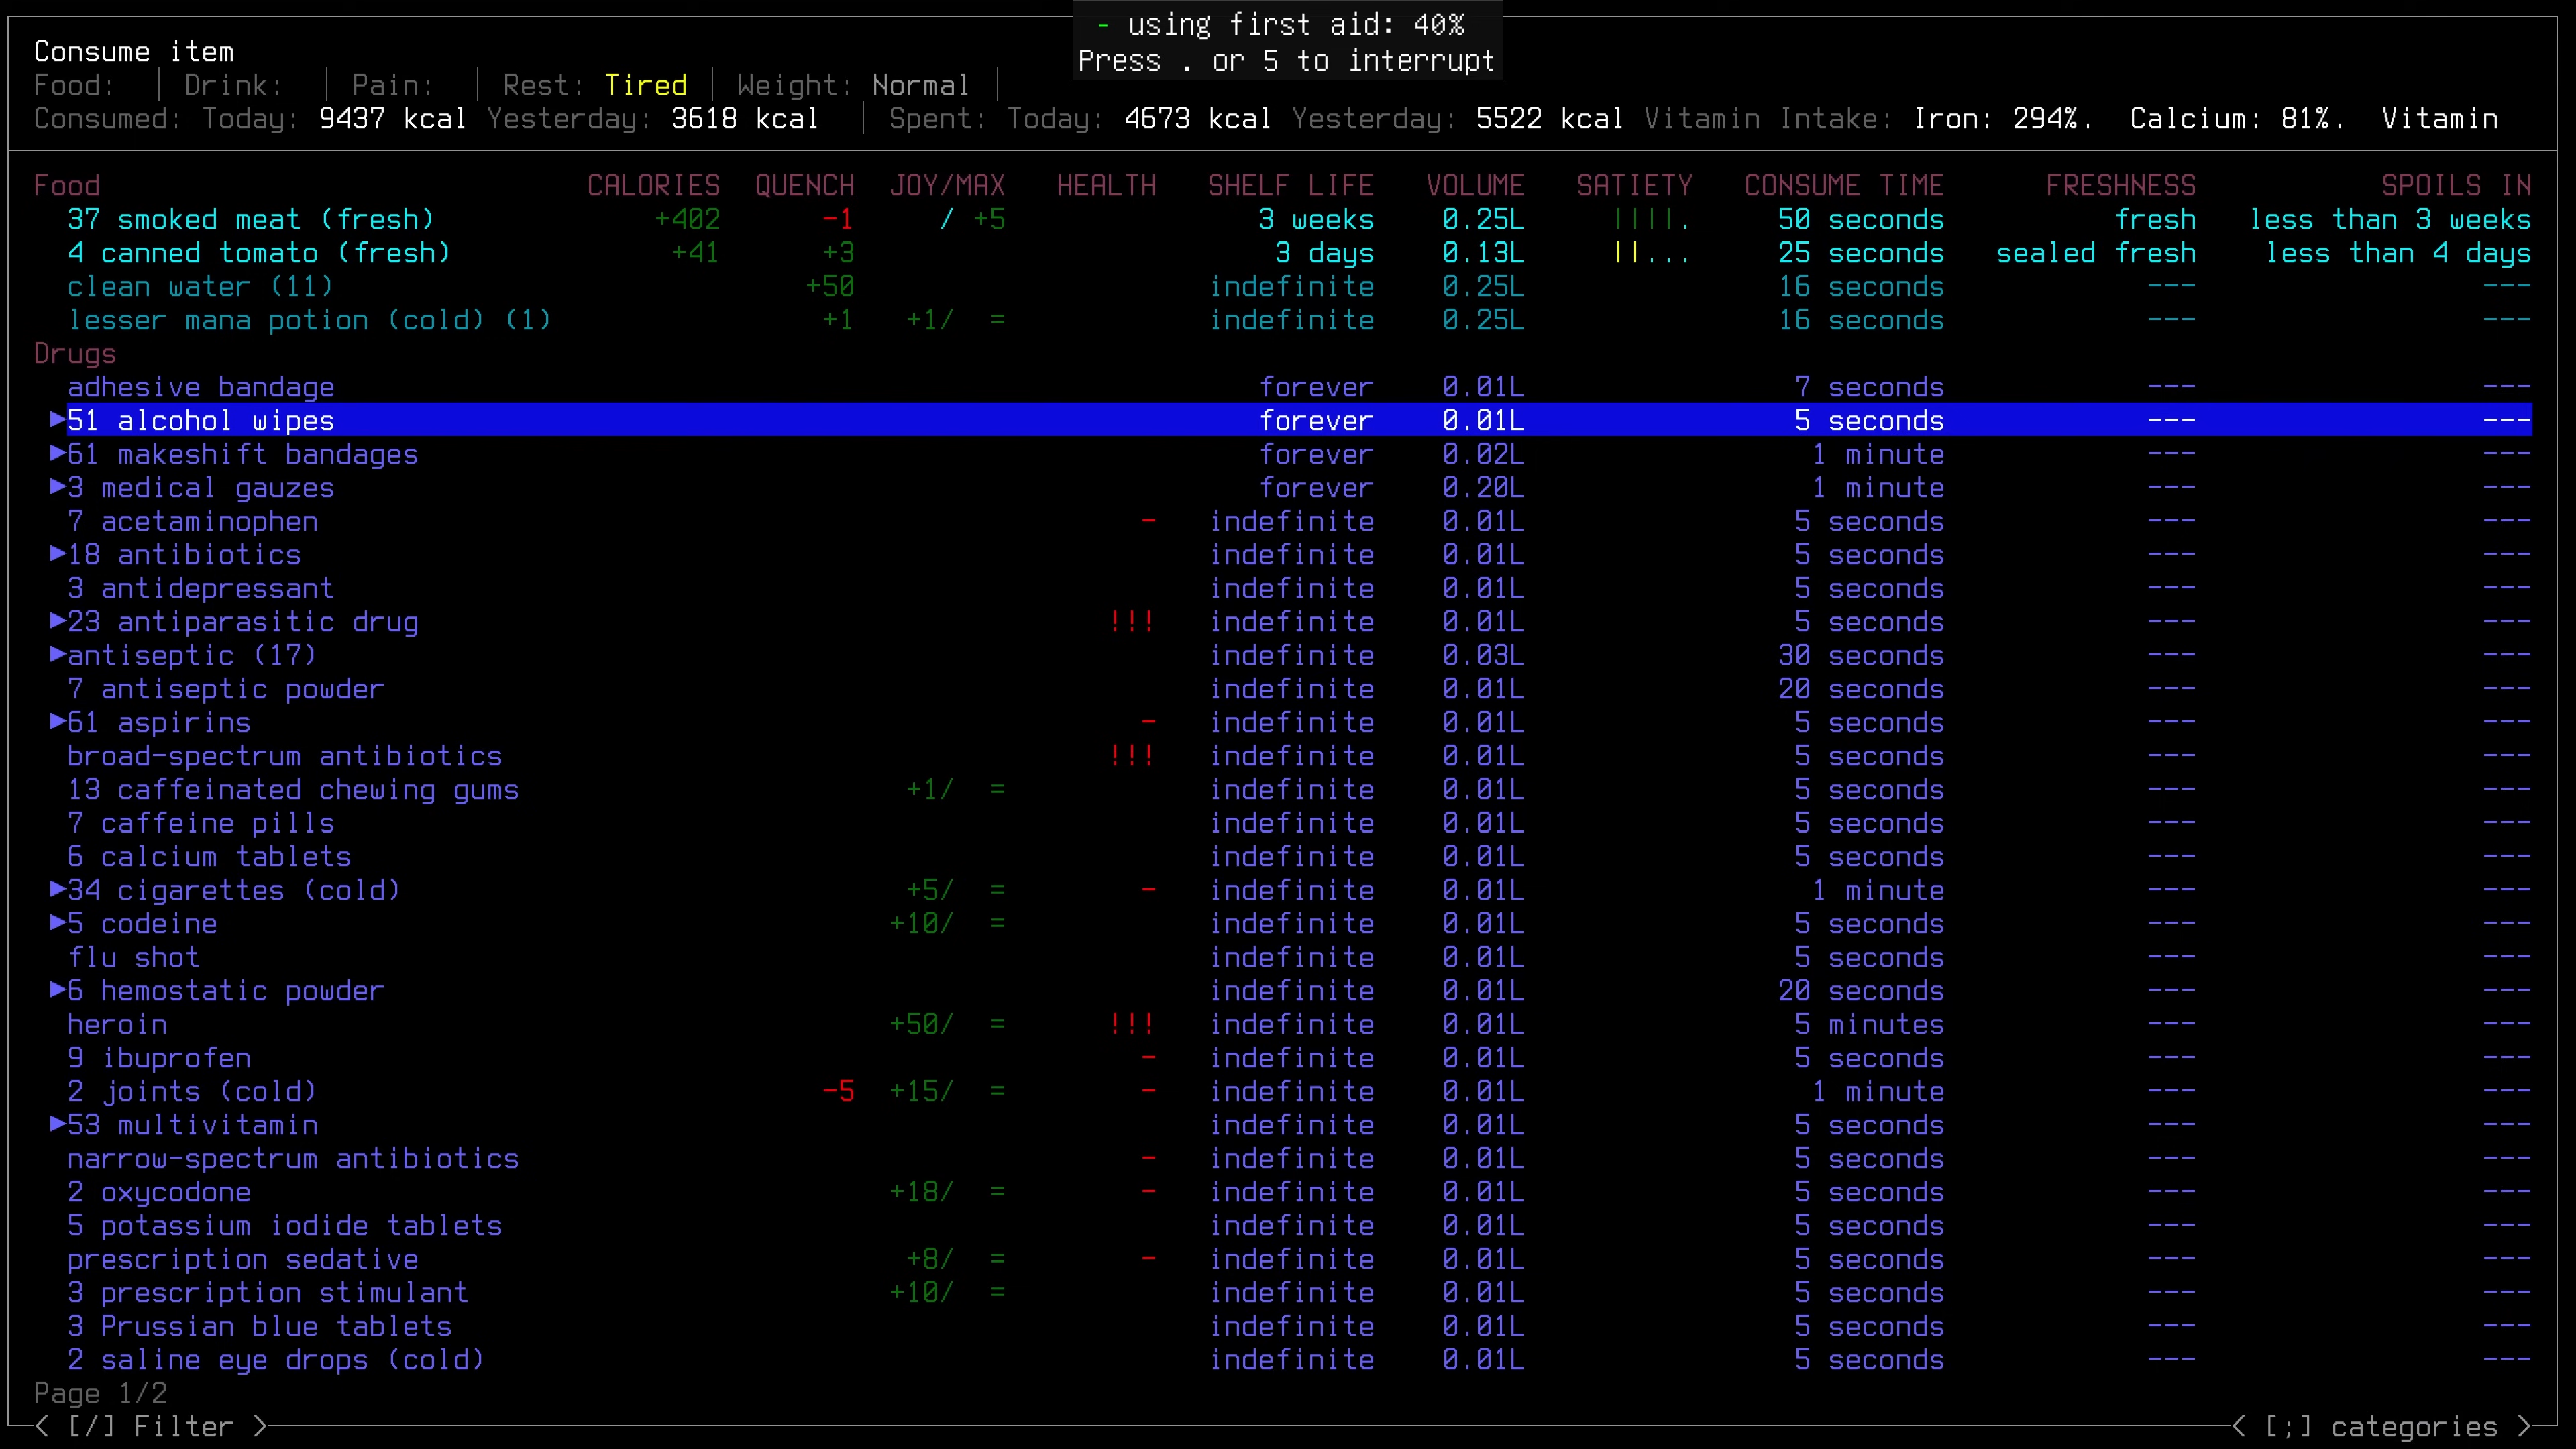 - using first aid: 40%
Press . or 5 to interrupt
Consume item
Food: | Drink: | Pain: | Rest: Tired | Weight: Normal |
Consumed: Today: 9437 kcal Yesterday: 3618 kcal | Spent: Today: 4673 kcal Yesterday: 5522 kcal Vitamin Intake: Iron: 294%. Calcium: 81%. Vitamin
Food CALORIES QUENCH JOY/MAX HEALTH SHELF LIFE VOLUME SATIETY CONSUME TIME FRESHNESS SPOILS IN
37 smoked meat (fresh) +402 -1 / +5 3 weeks 0.25L ||||. 50 seconds fresh less than 3 weeks
4 canned tomato (fresh) +41 +3 3 days 0.13L ||... 25 seconds sealed fresh less than 4 days
clean water (11) +50 indefinite 0.25L 16 seconds --- ---
lesser mana potion (cold) (1) +1 +1/ = indefinite 0.25L 16 seconds --- ---
Drugs
adhesive bandage forever 0.01L 7 seconds --- ---
▶51 alcohol wipes forever 0.01L 5 seconds --- ---
▶61 makeshift bandages forever 0.02L 1 minute --- ---
▶3 medical gauzes forever 0.20L 1 minute --- ---
7 acetaminophen - indefinite 0.01L 5 seconds --- ---
▶18 antibiotics indefinite 0.01L 5 seconds --- ---
3 antidepressant indefinite 0.01L 5 seconds --- ---
▶23 antiparasitic drug !!! indefinite 0.01L 5 seconds --- ---
▶antiseptic (17) indefinite 0.03L 30 seconds --- ---
7 antiseptic powder indefinite 0.01L 20 seconds --- ---
▶61 aspirins - indefinite 0.01L 5 seconds --- ---
broad-spectrum antibiotics !!! indefinite 0.01L 5 seconds --- ---
13 caffeinated chewing gums +1/ = indefinite 0.01L 5 seconds --- ---
7 caffeine pills indefinite 0.01L 5 seconds --- ---
6 calcium tablets indefinite 0.01L 5 seconds --- ---
▶34 cigarettes (cold) +5/ = - indefinite 0.01L 1 minute --- ---
▶5 codeine +10/ = indefinite 0.01L 5 seconds --- ---
flu shot indefinite 0.01L 5 seconds --- ---
▶6 hemostatic powder indefinite 0.01L 20 seconds --- ---
heroin +50/ = !!! indefinite 0.01L 5 minutes --- ---
9 ibuprofen - indefinite 0.01L 5 seconds --- ---
2 joints (cold) -5 +15/ = - indefinite 0.01L 1 minute --- ---
▶53 multivitamin indefinite 0.01L 5 seconds --- ---
narrow-spectrum antibiotics - indefinite 0.01L 5 seconds --- ---
2 oxycodone +18/ = - indefinite 0.01L 5 seconds --- ---
5 potassium iodide tablets indefinite 0.01L 5 seconds --- ---
prescription sedative +8/ = - indefinite 0.01L 5 seconds --- ---
3 prescription stimulant +10/ = indefinite 0.01L 5 seconds --- ---
3 Prussian blue tablets indefinite 0.01L 5 seconds --- ---
2 saline eye drops (cold) indefinite 0.01L 5 seconds --- ---
Page 1/2
< [/] Filter > < [;] categories >